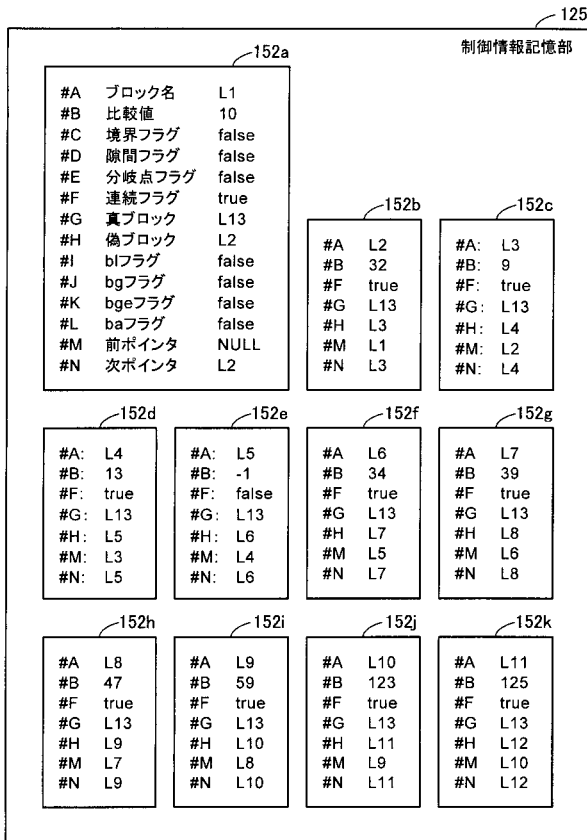 125
制御情報記憶部
152a
#A ブロック名 L1
#B 比較値 10
#C 境界フラグ false
#D 隙間フラグ false
#E 分岐点フラグ false
#F 連続フラグ true
#G 真ブロック L13
#H 偽ブロック L2
#I blフラグ false
#J bgフラグ false
#K bgeフラグ false
#L baフラグ false
#M 前ポインタ NULL
#N 次ポインタ L2
152b
#A L2
#B 32
#F true
#G L13
#H L3
#M L1
#N L3
152c
#A: L3
#B: 9
#F: true
#G: L13
#H: L4
#M: L2
#N: L4
152d
#A: L4
#B: 13
#F: true
#G: L13
#H: L5
#M: L3
#N: L5
152e
#A: L5
#B: -1
#F: false
#G: L13
#H: L6
#M: L4
#N: L6
152f
#A L6
#B 34
#F true
#G L13
#H L7
#M L5
#N L7
152g
#A L7
#B 39
#F true
#G L13
#H L8
#M L6
#N L8
152h
#A L8
#B 47
#F true
#G L13
#H L9
#M L7
#N L9
152i
#A L9
#B 59
#F true
#G L13
#H L10
#M L8
#N L10
152j
#A L10
#B 123
#F true
#G L13
#H L11
#M L9
#N L11
152k
#A L11
#B 125
#F true
#G L13
#H L12
#M L10
#N L12